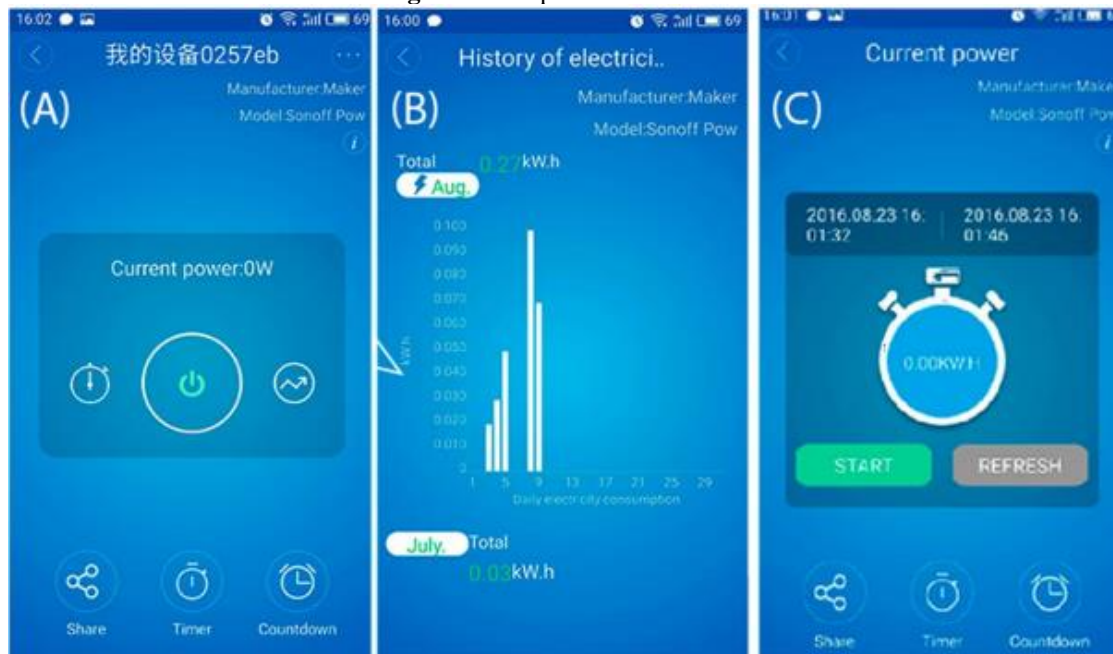 16:02
69
我的设备0257eb
Manufacturer:Maker
Model:Sonoff Pow
(A)
Current power:0W
Share
Timer
Countdown
16:00
69
History of electrici..
(B)
Manufacturer:Maker
Model:Sonoff Pow
Total 0.27kW.h
Aug.
0.100
0.090
0.080
0.070
0.060
0.050
0.040
0.030
0.020
0.010
0
kW.h
1 5 9 13 17 21 25 29
Daily electricity consumption
July. Total
0.03kW.h
16:01
Current power
(C)
Manufacturer:Make
Model:Sonoff Pow
2016.08.23 16:
01:32
2016.08.23 16:
01:46
0.00KW.H
START
REFRESH
Share
Timer
Countdown